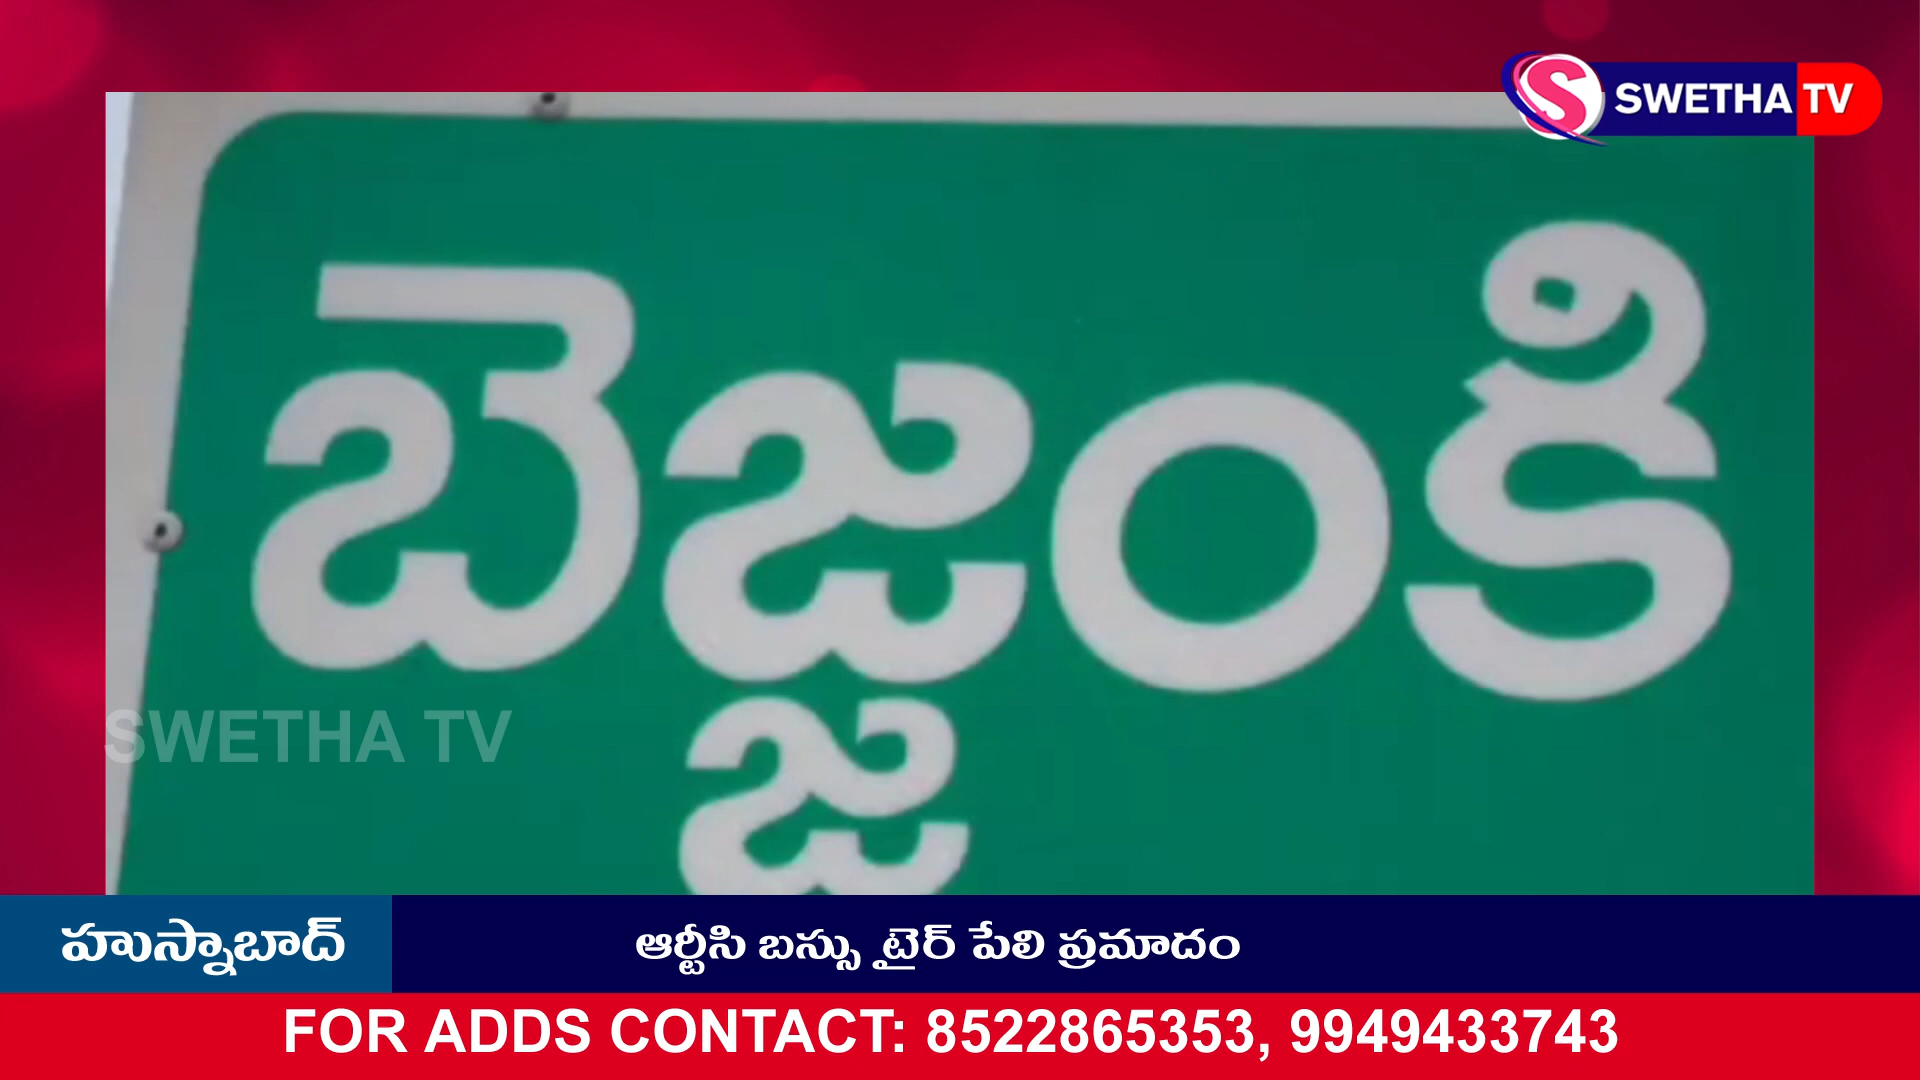 SWETHA TV
బెజ్జంకి
SWETHA TV
హుస్నాబాద్
ఆర్టీసి బస్సు టైర్ పేలి ప్రమాదం
FOR ADDS CONTACT: 8522865353, 9949433743